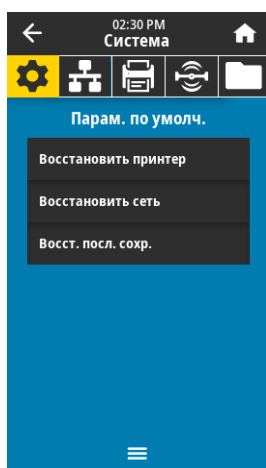 02:30 PM
Система
Парам. по умолч.
Восстановить принтер
Восстановить сеть
Восст. посл. сохр.